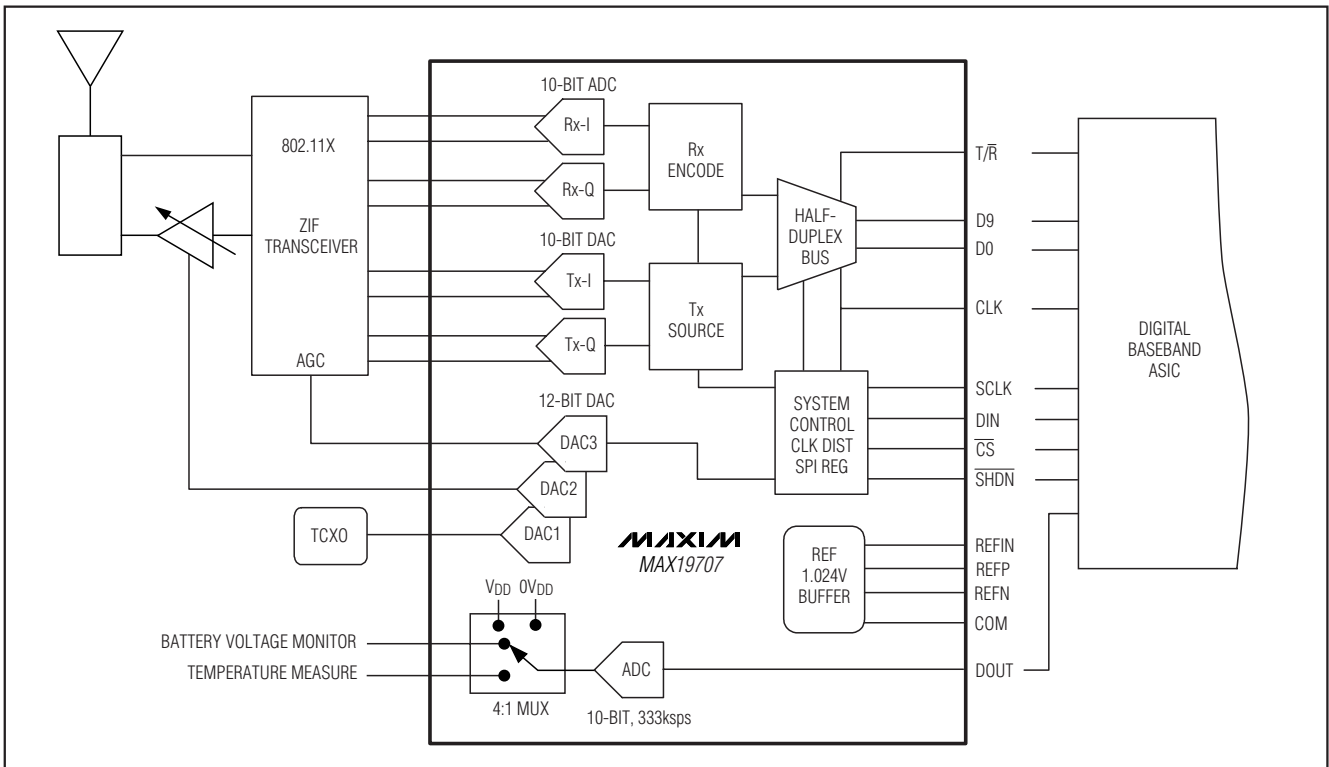 10-BIT ADC
802.11X
ZIF
TRANSCEIVER
AGC
Rx-I
Rx-Q
10-BIT DAC
Tx-I
Tx-Q
Rx
ENCODE
Tx
SOURCE
HALF-
DUPLEX
BUS
T/R̅
D9
D0
CLK
SCLK
DIN
C̅S̅
S̅H̅D̅N̅
DIGITAL
BASEBAND
ASIC
12-BIT DAC
DAC3
DAC2
DAC1
TCXO
SYSTEM
CONTROL
CLK DIST
SPI REG
MAXIM
MAX19707
REF
1.024V
BUFFER
REFIN
REFP
REFN
COM
VDD 0VDD
BATTERY VOLTAGE MONITOR
TEMPERATURE MEASURE
4:1 MUX
ADC
10-BIT, 333ksps
DOUT